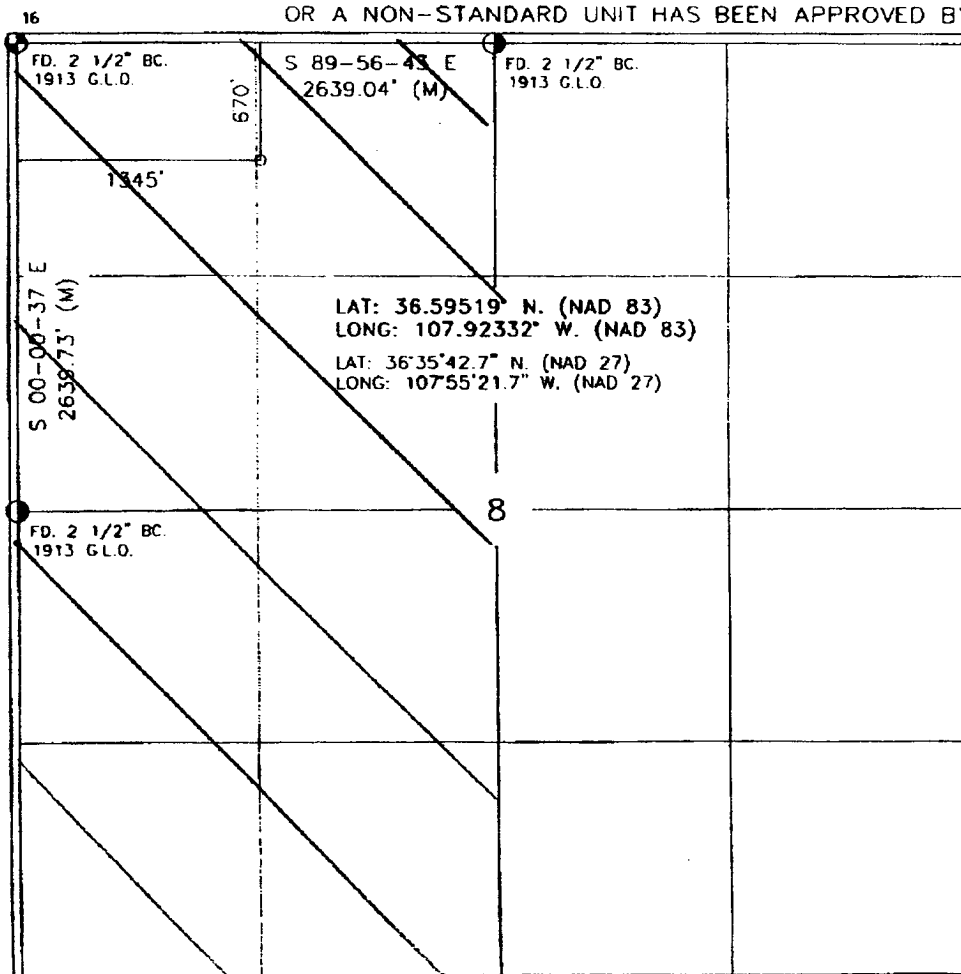 16
OR A NON-STANDARD UNIT HAS BEEN APPROVED BY
FD. 2 1/2" BC.
1913 G.L.O.
670'
S 89-56-43 E
2639.04' (M)
FD. 2 1/2" BC.
1913 G.L.O.
1345'
S 00-00-37 E
2639.73' (M)
LAT: 36.59519° N. (NAD 83)
LONG: 107.92332° W. (NAD 83)
LAT: 36°35'42.7" N. (NAD 27)
LONG: 107°55'21.7" W. (NAD 27)
8
FD. 2 1/2" BC.
1913 G.L.O.